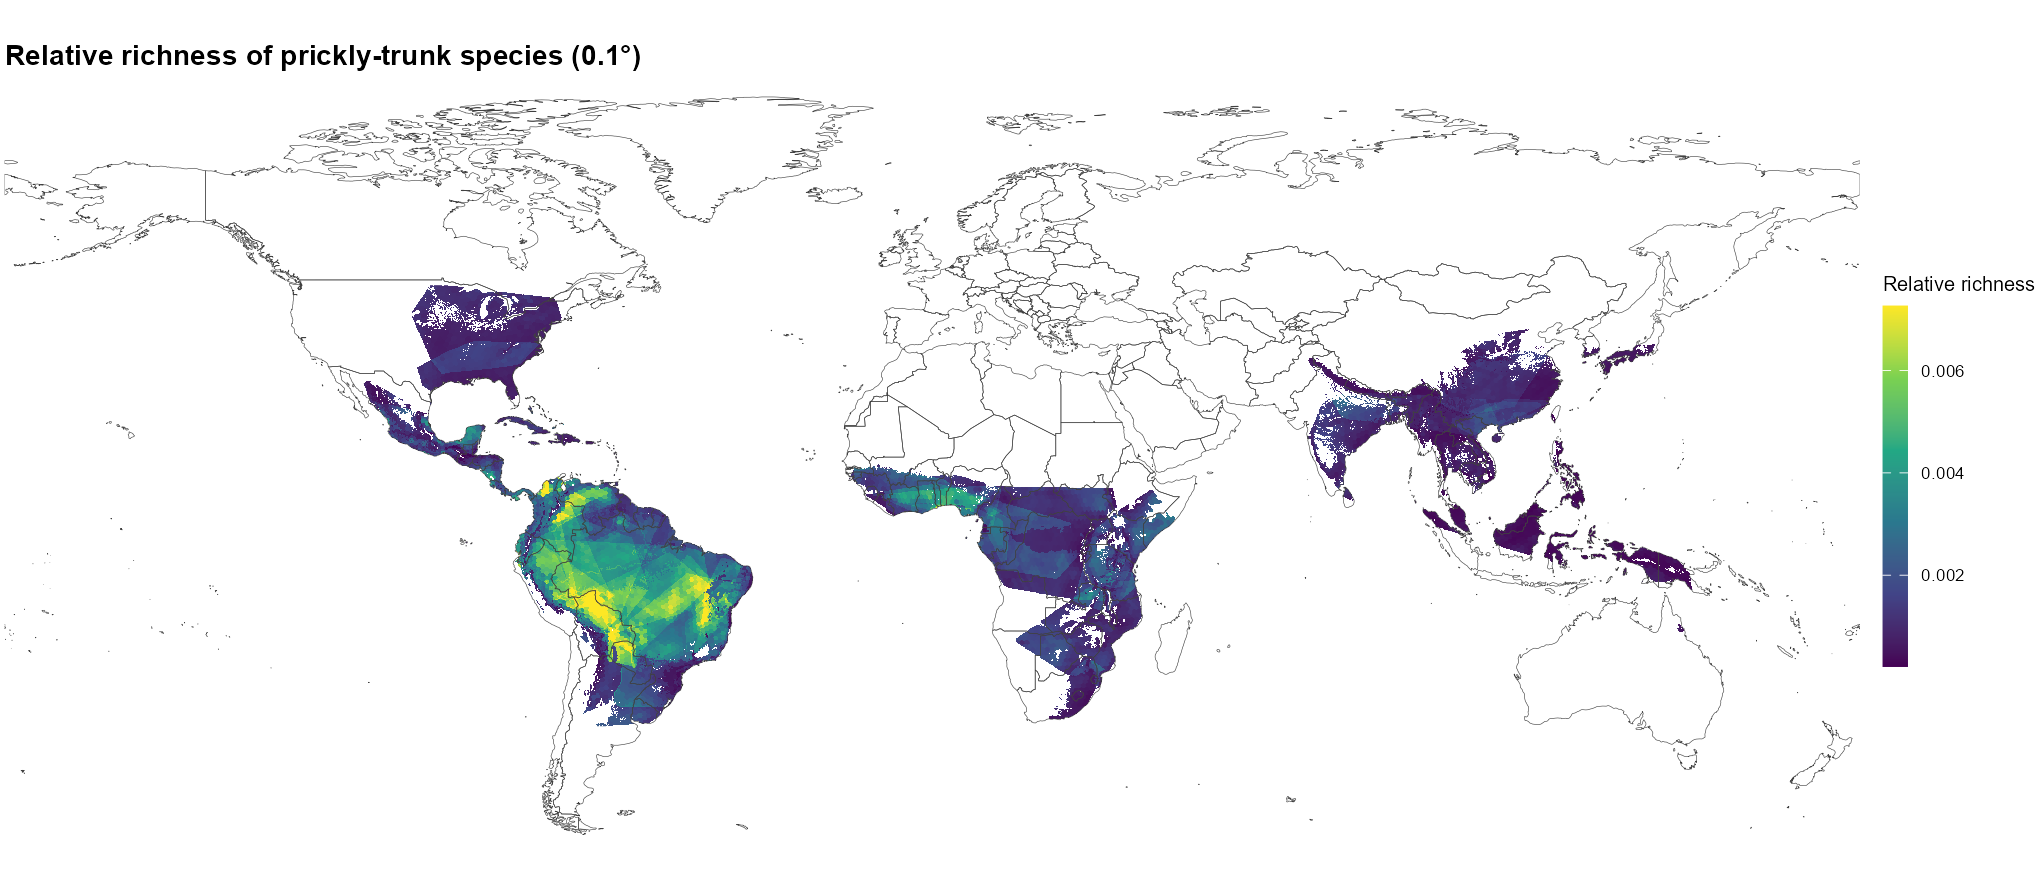 Relative richness of prickly-trunk species (0.1°)
Relative richness
0.006
0.004
0.002